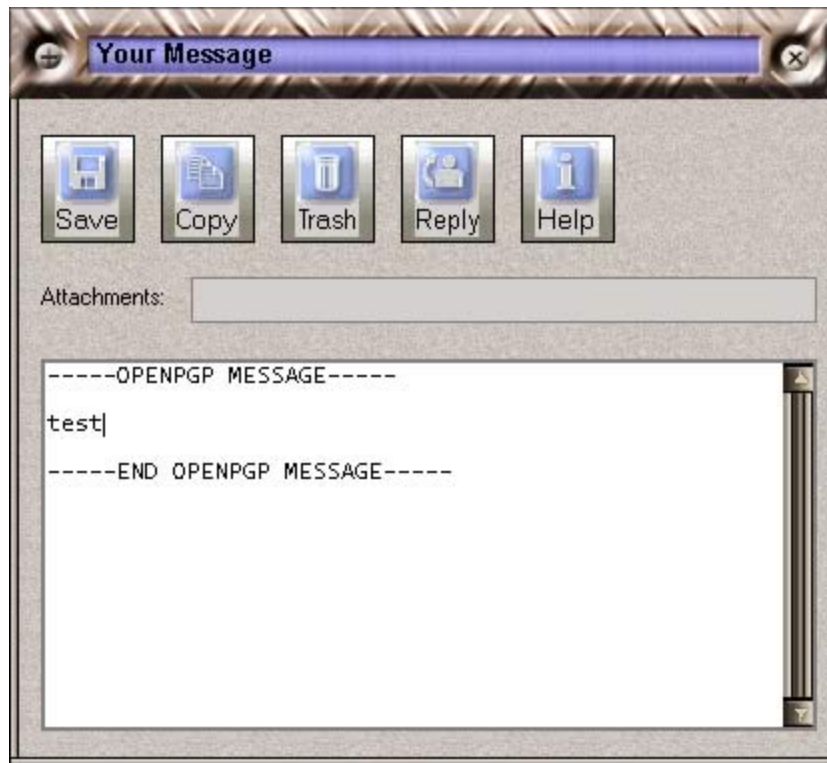 Your Message
Save Copy Trash Reply Help
Attachments:
-----OPENPGP MESSAGE-----
test
-----END OPENPGP MESSAGE-----